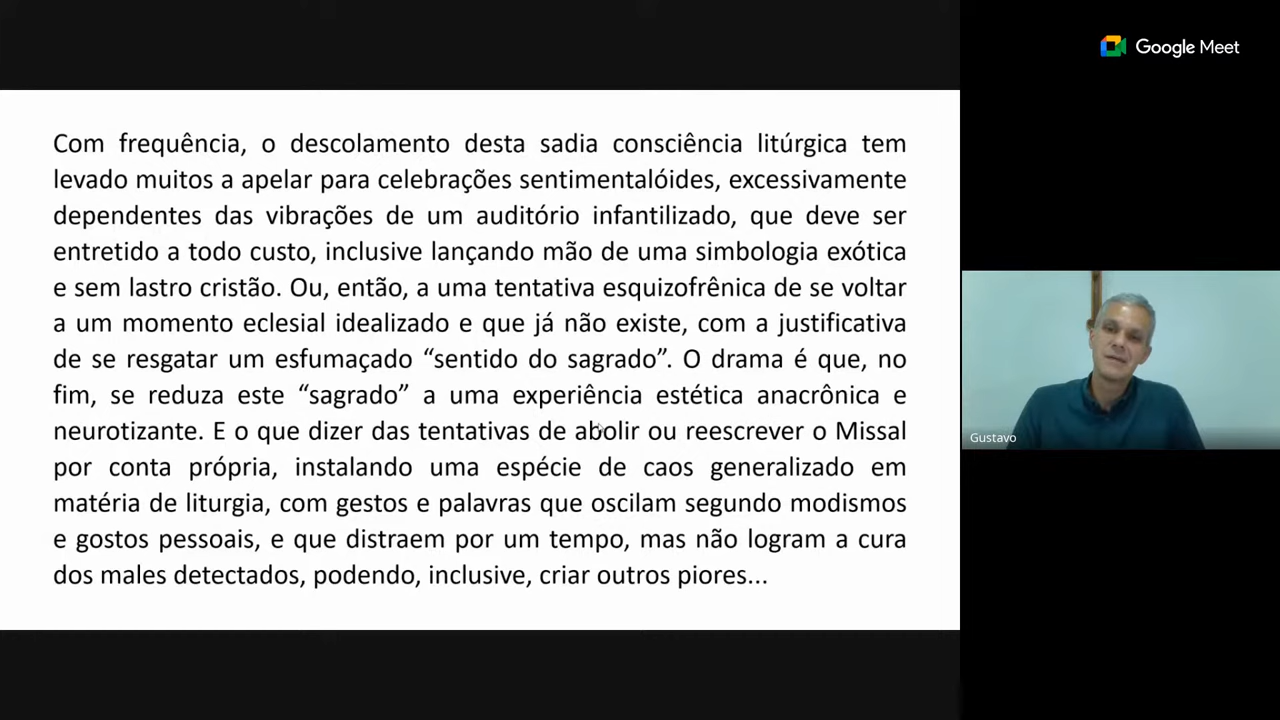 Com frequência, o descolamento desta sadia consciência litúrgica tem
levado muitos a apelar para celebrações sentimentalóides, excessivamente
dependentes das vibrações de um auditório infantilizado, que deve ser
entretido a todo custo, inclusive lançando mão de uma simbologia exótica
e sem lastro cristão. Ou, então, a uma tentativa esquizofrênica de se voltar
a um momento eclesial idealizado e que já não existe, com a justificativa
de se resgatar um esfumaçado “sentido do sagrado”. O drama é que, no
fim, se reduza este “sagrado” a uma experiência estética anacrônica e
neurotizante. E o que dizer das tentativas de abolir ou reescrever o Missal
por conta própria, instalando uma espécie de caos generalizado em
matéria de liturgia, com gestos e palavras que oscilam segundo modismos
e gostos pessoais, e que distraem por um tempo, mas não logram a cura
dos males detectados, podendo, inclusive, criar outros piores...
Google Meet
Gustavo